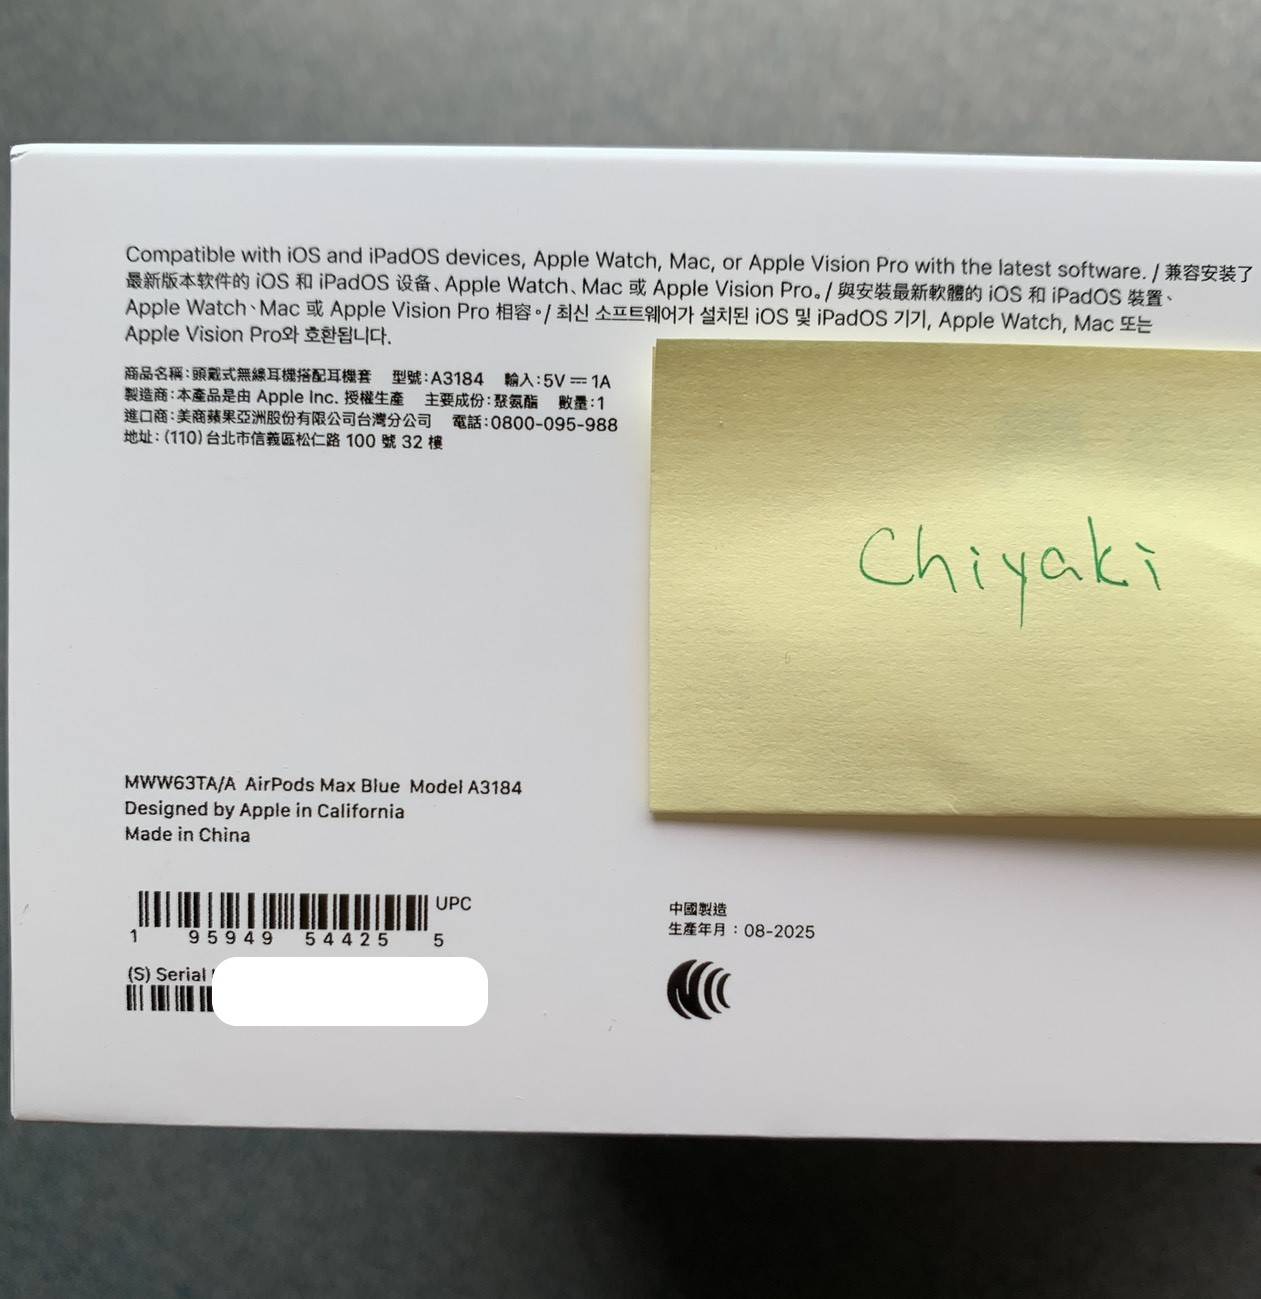 Compatible with iOS and iPadOS devices, Apple Watch, Mac, or Apple Vision Pro with the latest software. / 兼容安装了
最新版本软件的 iOS 和 iPadOS 设备、Apple Watch、Mac 或 Apple Vision Pro。/ 與安裝最新軟體的 iOS 和 iPadOS 裝置、
Apple Watch、Mac 或 Apple Vision Pro 相容。/ 최신 소프트웨어가 설치된 iOS 및 iPadOS 기기, Apple Watch, Mac 또는
Apple Vision Pro와 호환됩니다.
商品名稱：頭戴式無線耳機搭配耳機套 型號：A3184 輸入：5V⎓1A
製造商：本產品是由 Apple Inc. 授權生產 主要成份：聚氨酯 數量：1
進口商：美商蘋果亞洲股份有限公司台灣分公司 電話：0800-095-988
地址：(110) 台北市信義區松仁路 100 號 32 樓
Chiyaki
MWW63TA/A AirPods Max Blue Model A3184
Designed by Apple in California
Made in China
UPC
1 95949 54425 5
(S) Serial
中國製造
生產年月：08-2025